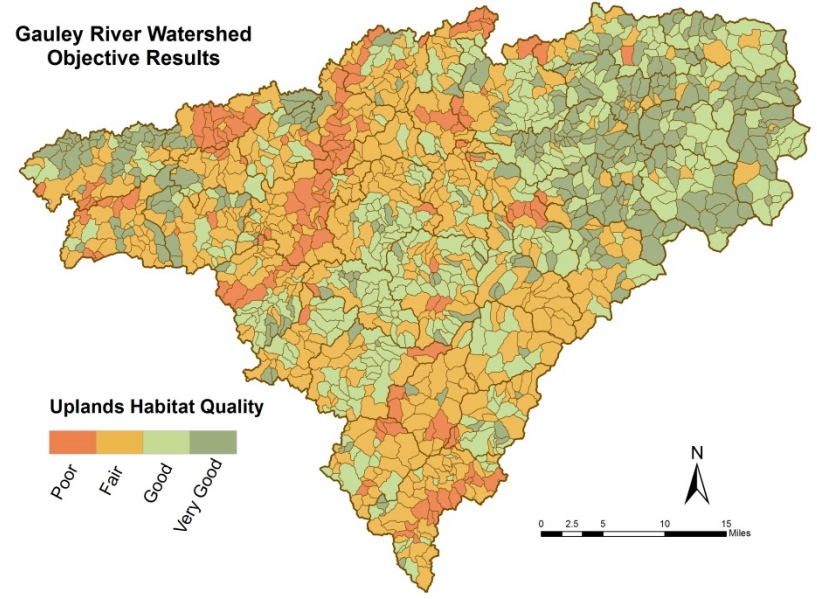 Gauley River Watershed
Objective Results
Uplands Habitat Quality
Poor
Fair
Good
Very Good
N
0 2.5 5 10 15
Miles